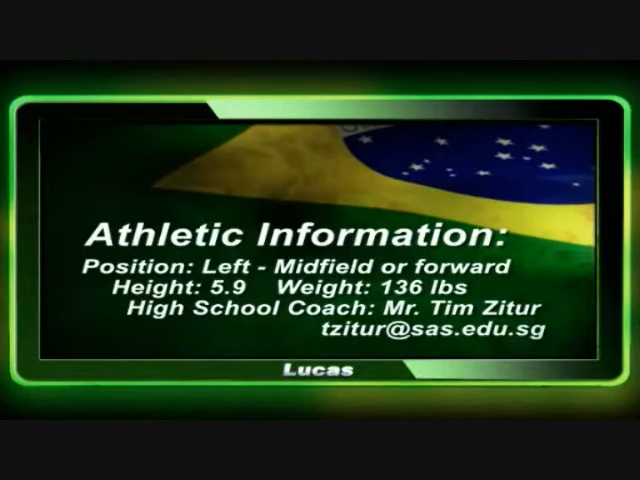 Athletic Information:
Position: Left - Midfield or forward
Height: 5.9 Weight: 136 lbs
High School Coach: Mr. Tim Zitur
tzitur@sas.edu.sg
Lucas